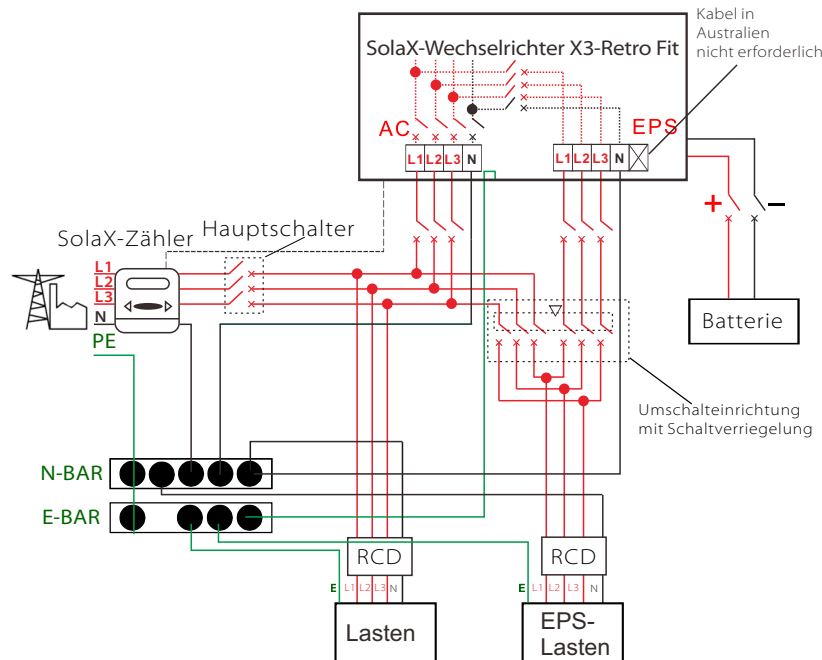 Kabel in
Australien
nicht erforderlich
SolaX-Wechselrichter X3-Retro Fit
AC
EPS
L1 L2 L3 N
L1 L2 L3 N
Hauptschalter
SolaX-Zähler
+
−
L1
L2
L3
N
PE
Batterie
Umschalteinrichtung
mit Schaltverriegelung
N-BAR
E-BAR
RCD
RCD
E L1 L2 L3 N
E L1 L2 L3 N
Lasten
EPS-
Lasten